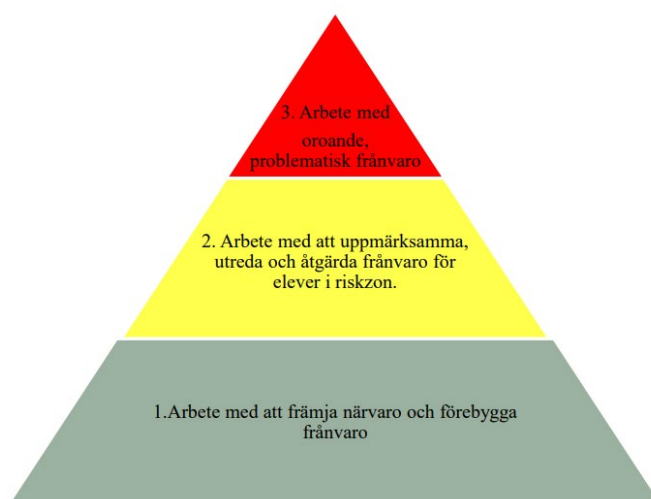 3. Arbete med
oroande,
problematisk frånvaro
2. Arbete med att uppmärksamma,
utreda och åtgärda frånvaro för
elever i riskzon.
1.Arbete med att främja närvaro och förebygga
frånvaro